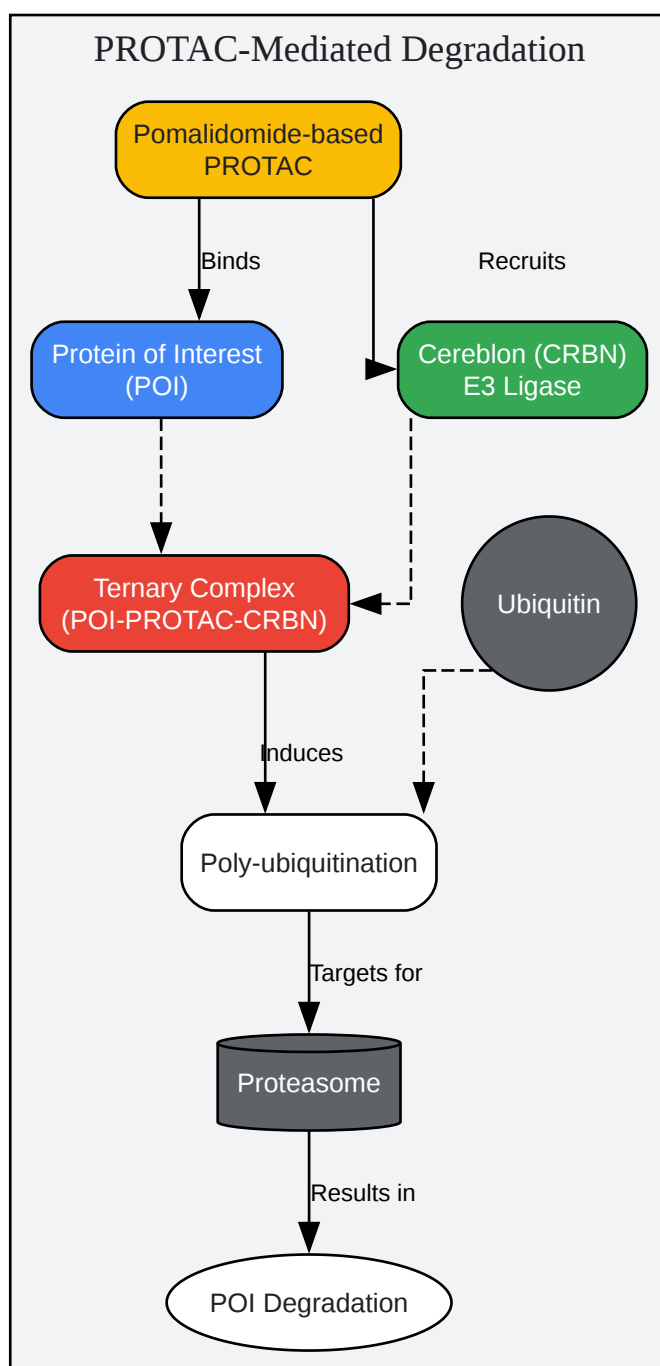 PROTAC-Mediated Degradation
Pomalidomide-based
PROTAC
Binds
Recruits
Protein of Interest
(POI)
Cereblon (CRBN)
E3 Ligase
Ternary Complex
(POI-PROTAC-CRBN)
Ubiquitin
Induces
Poly-ubiquitination
Targets for
Proteasome
Results in
POI Degradation